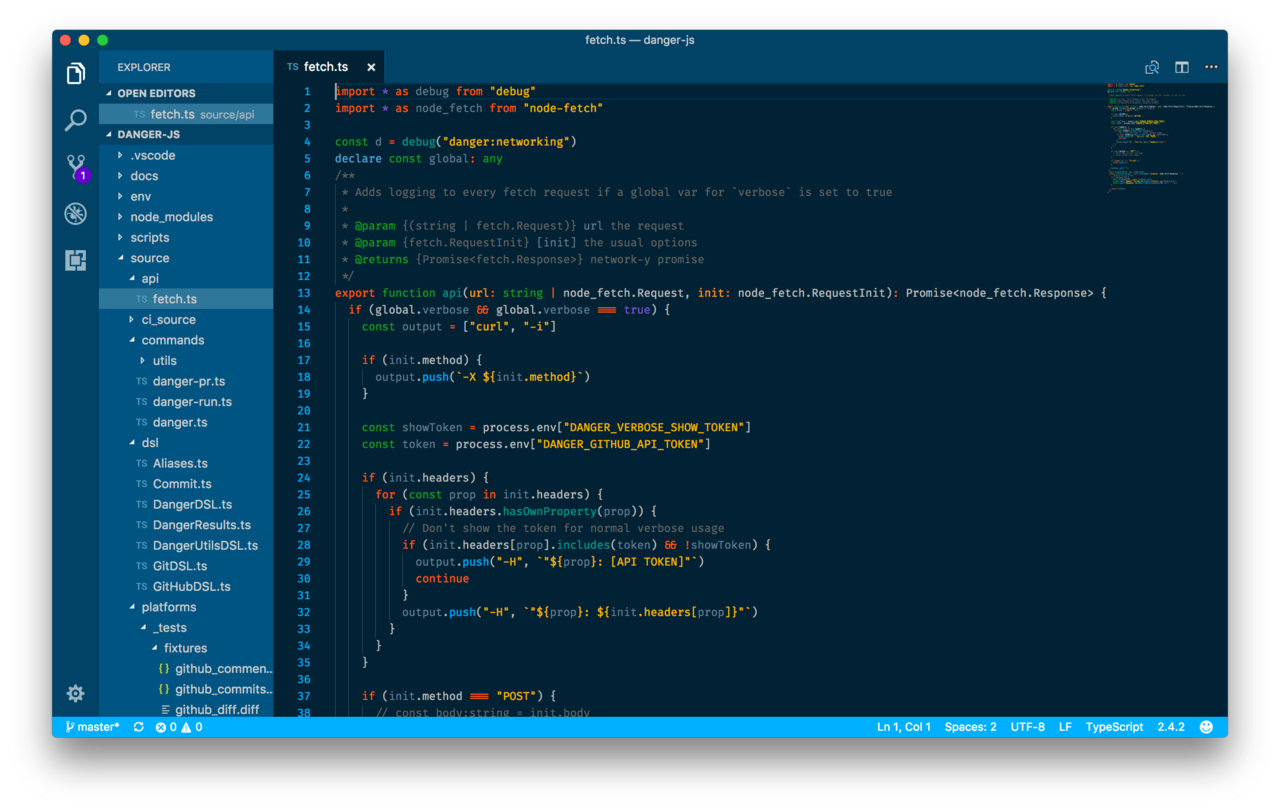 fetch.ts — danger-js
EXPLORER
OPEN EDITORS
TS fetch.ts source/api
DANGER-JS
.vscode
docs
env
node_modules
scripts
source
api
TS fetch.ts
ci_source
commands
utils
TS danger-pr.ts
TS danger-run.ts
TS danger.ts
dsl
TS Aliases.ts
TS Commit.ts
TS DangerDSL.ts
TS DangerResults.ts
TS DangerUtilsDSL.ts
TS GitDSL.ts
TS GitHubDSL.ts
platforms
_tests
fixtures
{} github_commen...
{} github_commits...
github_diff.diff
1
TS fetch.ts ×
1 import * as debug from "debug"
2 import * as node_fetch from "node-fetch"
3
4 const d = debug("danger:networking")
5 declare const global: any
6 /**
7 * Adds logging to every fetch request if a global var for `verbose` is set to true
8 *
9 * @param {(string | fetch.Request)} url the request
10 * @param {fetch.RequestInit} [init] the usual options
11 * @returns {Promise<fetch.Response>} network-y promise
12 */
13 export function api(url: string | node_fetch.Request, init: node_fetch.RequestInit): Promise<node_fetch.Response> {
14 if (global.verbose && global.verbose === true) {
15 const output = ["curl", "-i"]
16
17 if (init.method) {
18 output.push(`-X ${init.method}`)
19 }
20
21 const showToken = process.env["DANGER_VERBOSE_SHOW_TOKEN"]
22 const token = process.env["DANGER_GITHUB_API_TOKEN"]
23
24 if (init.headers) {
25 for (const prop in init.headers) {
26 if (init.headers.hasOwnProperty(prop)) {
27 // Don't show the token for normal verbose usage
28 if (init.headers[prop].includes(token) && !showToken) {
29 output.push("-H", `"${prop}: [API TOKEN]"`)
30 continue
31 }
32 output.push("-H", `"${prop}: ${init.headers[prop]}"`)
33 }
34 }
35 }
36
37 if (init.method === "POST") {
38 // const body:string = init.body
master* 0 0
Ln 1, Col 1 Spaces: 2 UTF-8 LF TypeScript 2.4.2